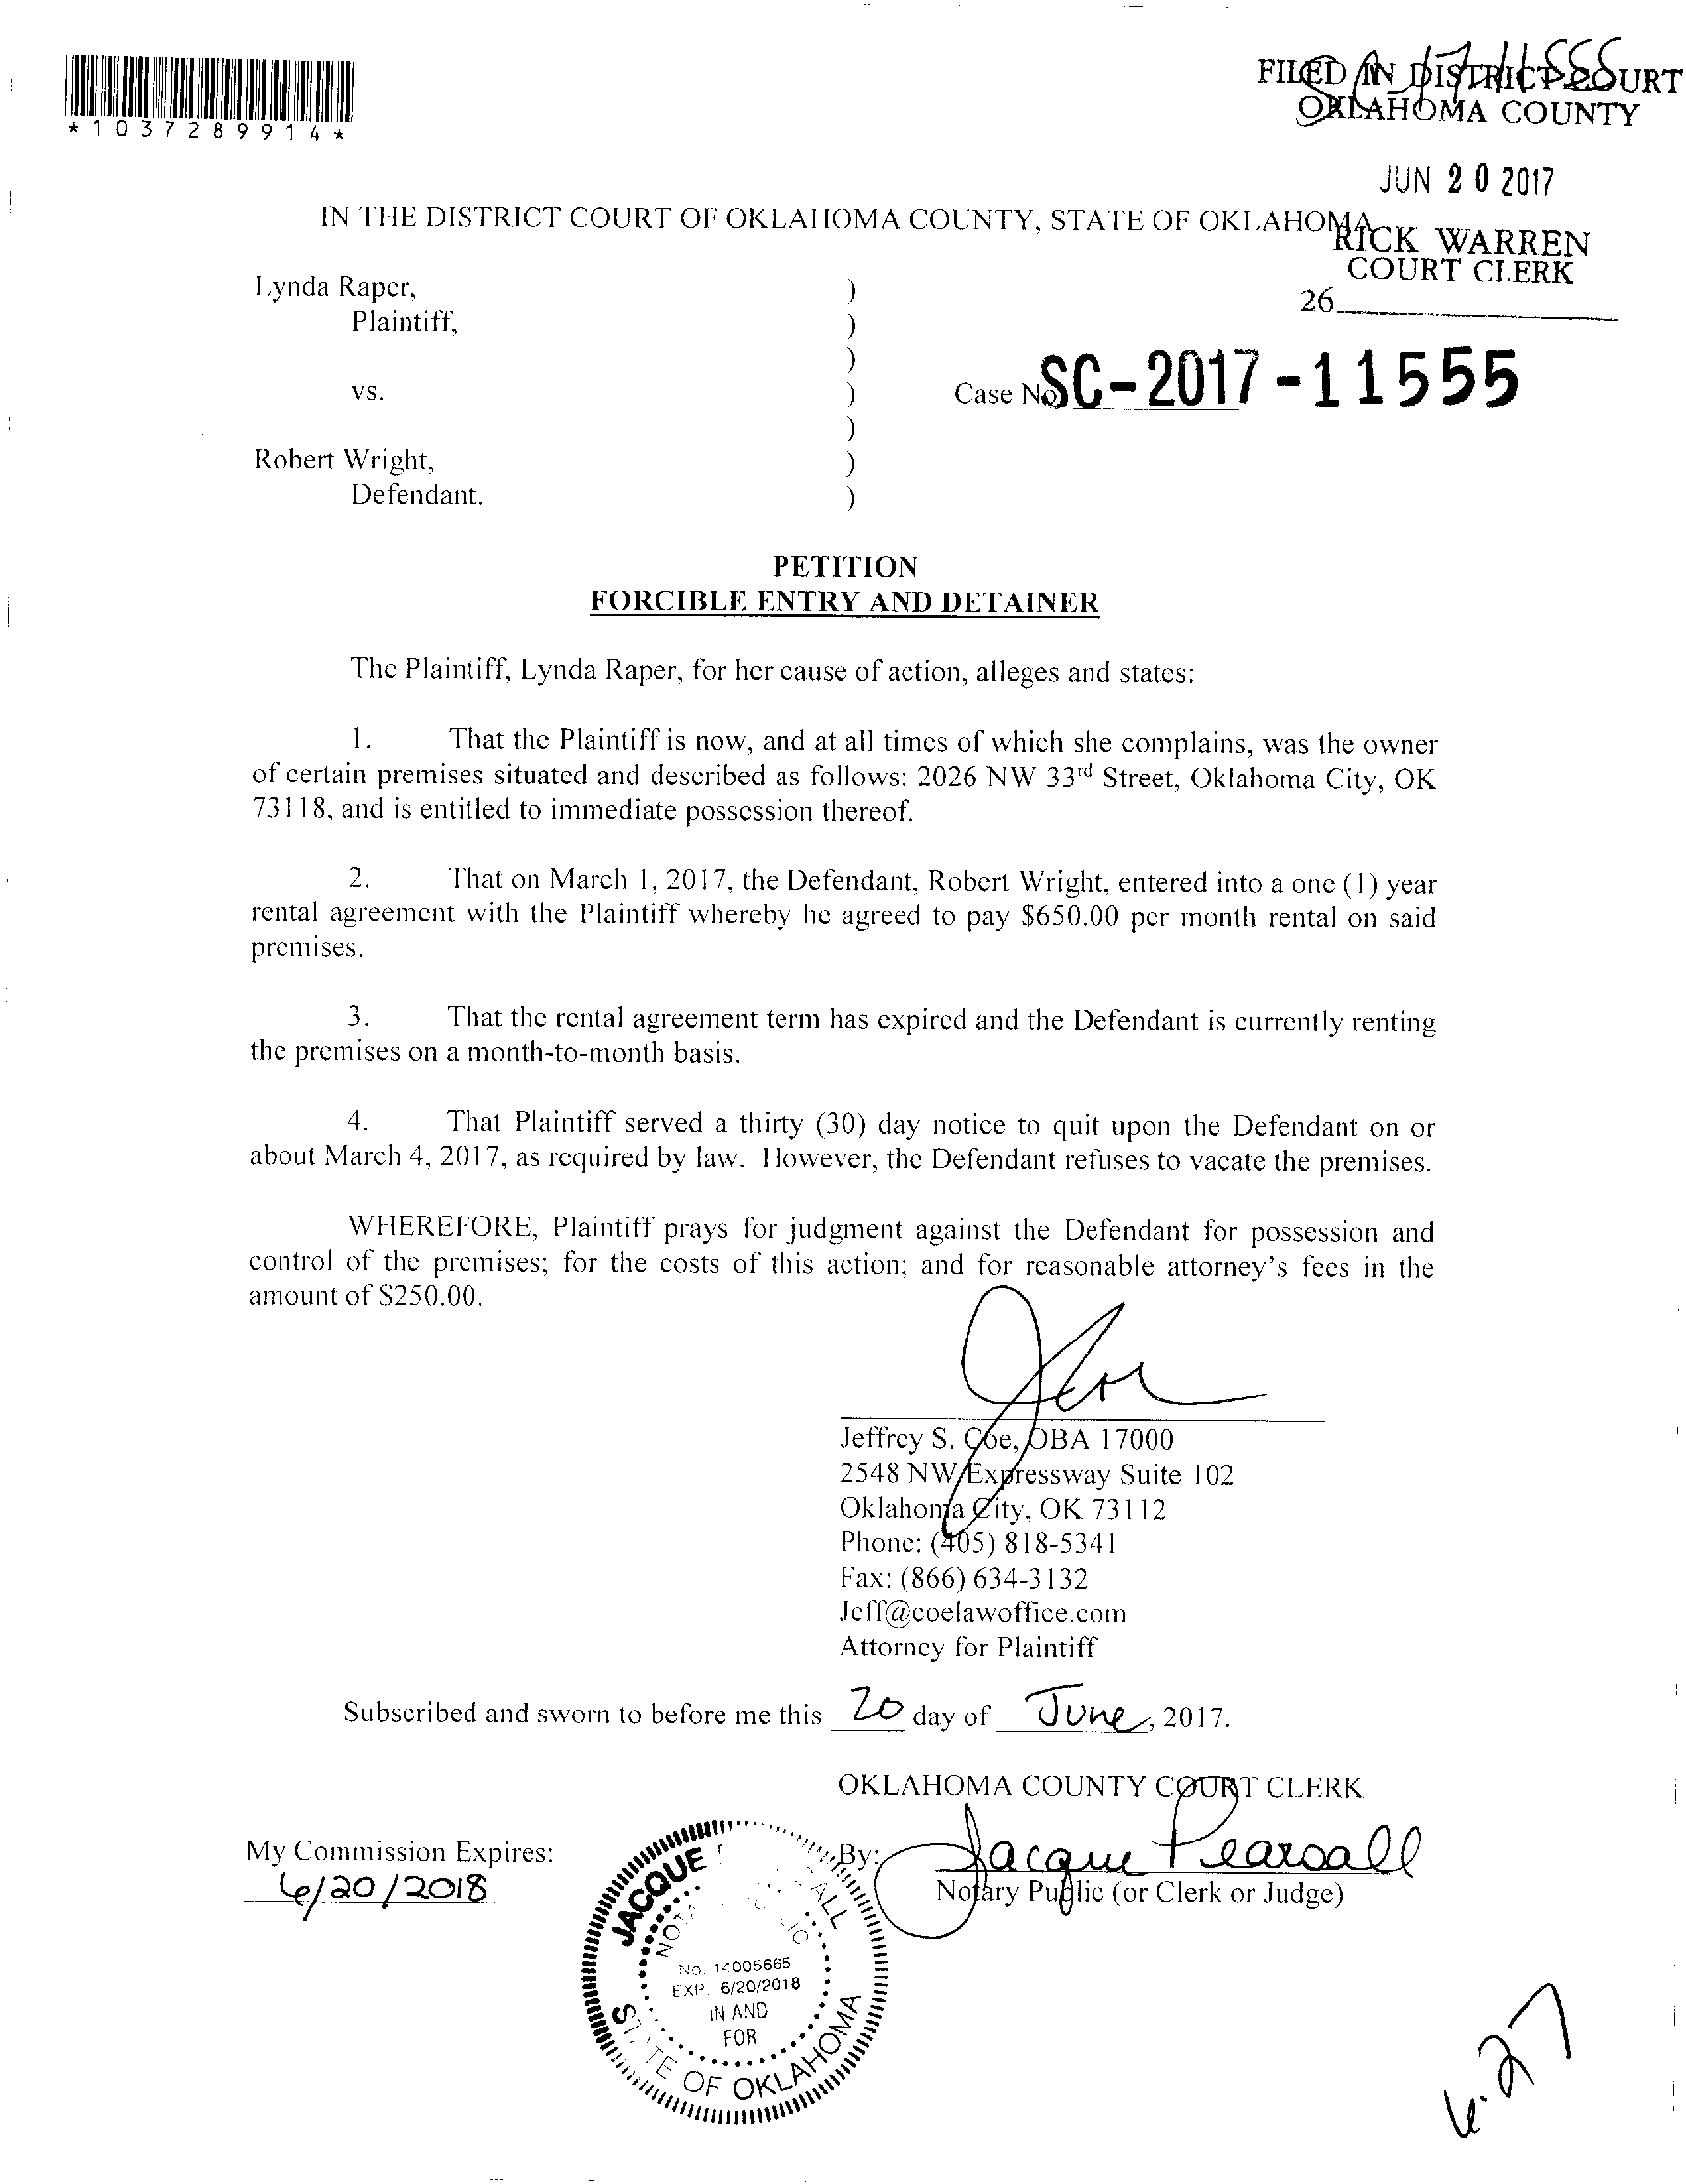 *1037289914*
SC-17-11555
FILED IN DISTRICT COURT
OKLAHOMA COUNTY
JUN 20 2017
IN THE DISTRICT COURT OF OKLAHOMA COUNTY, STATE OF OKLAHOMA
RICK WARREN
COURT CLERK
26
Lynda Raper, )
Plaintiff, )
)
vs. ) Case No. SC-2017-11555
)
Robert Wright, )
Defendant. )
PETITION
FORCIBLE ENTRY AND DETAINER
The Plaintiff, Lynda Raper, for her cause of action, alleges and states:
1. That the Plaintiff is now, and at all times of which she complains, was the owner
of certain premises situated and described as follows: 2026 NW 33rd Street, Oklahoma City, OK
73118, and is entitled to immediate possession thereof.
2. That on March 1, 2017, the Defendant, Robert Wright, entered into a one (1) year
rental agreement with the Plaintiff whereby he agreed to pay $650.00 per month rental on said
premises.
3. That the rental agreement term has expired and the Defendant is currently renting
the premises on a month-to-month basis.
4. That Plaintiff served a thirty (30) day notice to quit upon the Defendant on or
about March 4, 2017, as required by law. However, the Defendant refuses to vacate the premises.
WHEREFORE, Plaintiff prays for judgment against the Defendant for possession and
control of the premises; for the costs of this action; and for reasonable attorney's fees in the
amount of $250.00.
Jeffrey S. Coe, OBA 17000
2548 NW Expressway Suite 102
Oklahoma City, OK 73112
Phone: (405) 818-5341
Fax: (866) 634-3132
Jeff@coelawoffice.com
Attorney for Plaintiff
Subscribed and sworn to before me this 20 day of June, 2017.
OKLAHOMA COUNTY COURT CLERK
My Commission Expires: By: Jacque Pearsall
6/20/2018 Notary Public (or Clerk or Judge)
JACQUE
No. 14005665
EXP. 6/20/2018
IN AND
FOR
STATE OF OKLAHOMA
6-27